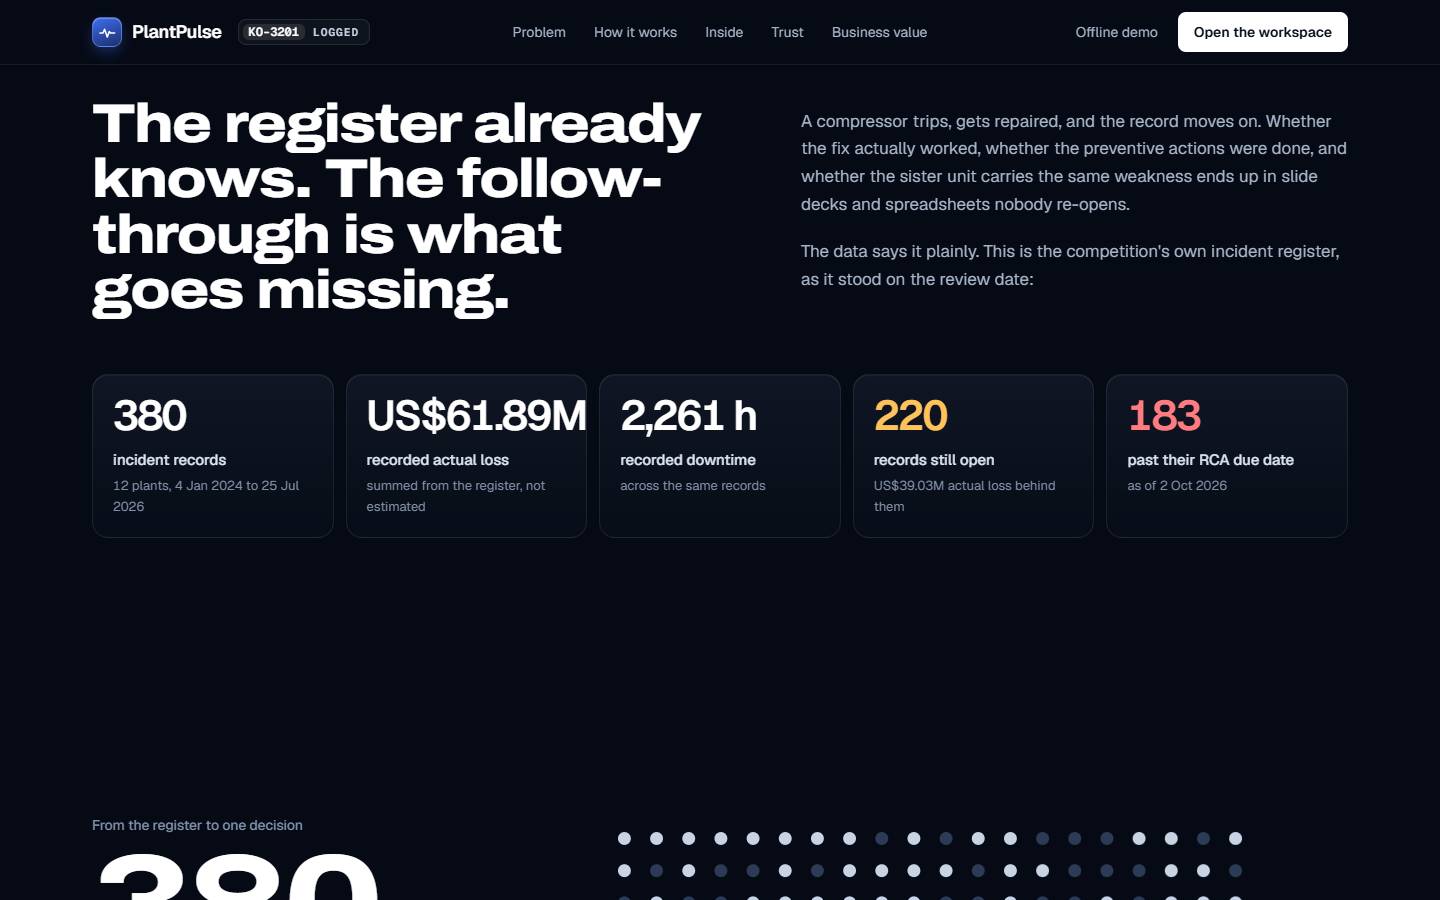 PlantPulse
KO-3201 LOGGED
Problem
How it works
Inside
Trust
Business value
Offline demo
Open the workspace
The register already
knows. The follow-
through is what
goes missing.
A compressor trips, gets repaired, and the record moves on. Whether
the fix actually worked, whether the preventive actions were done, and
whether the sister unit carries the same weakness ends up in slide
decks and spreadsheets nobody re-opens.
The data says it plainly. This is the competition's own incident register,
as it stood on the review date:
380
incident records
12 plants, 4 Jan 2024 to 25 Jul
2026
US$61.89M
recorded actual loss
summed from the register, not
estimated
2,261 h
recorded downtime
across the same records
220
records still open
US$39.03M actual loss behind
them
183
past their RCA due date
as of 2 Oct 2026
From the register to one decision
380